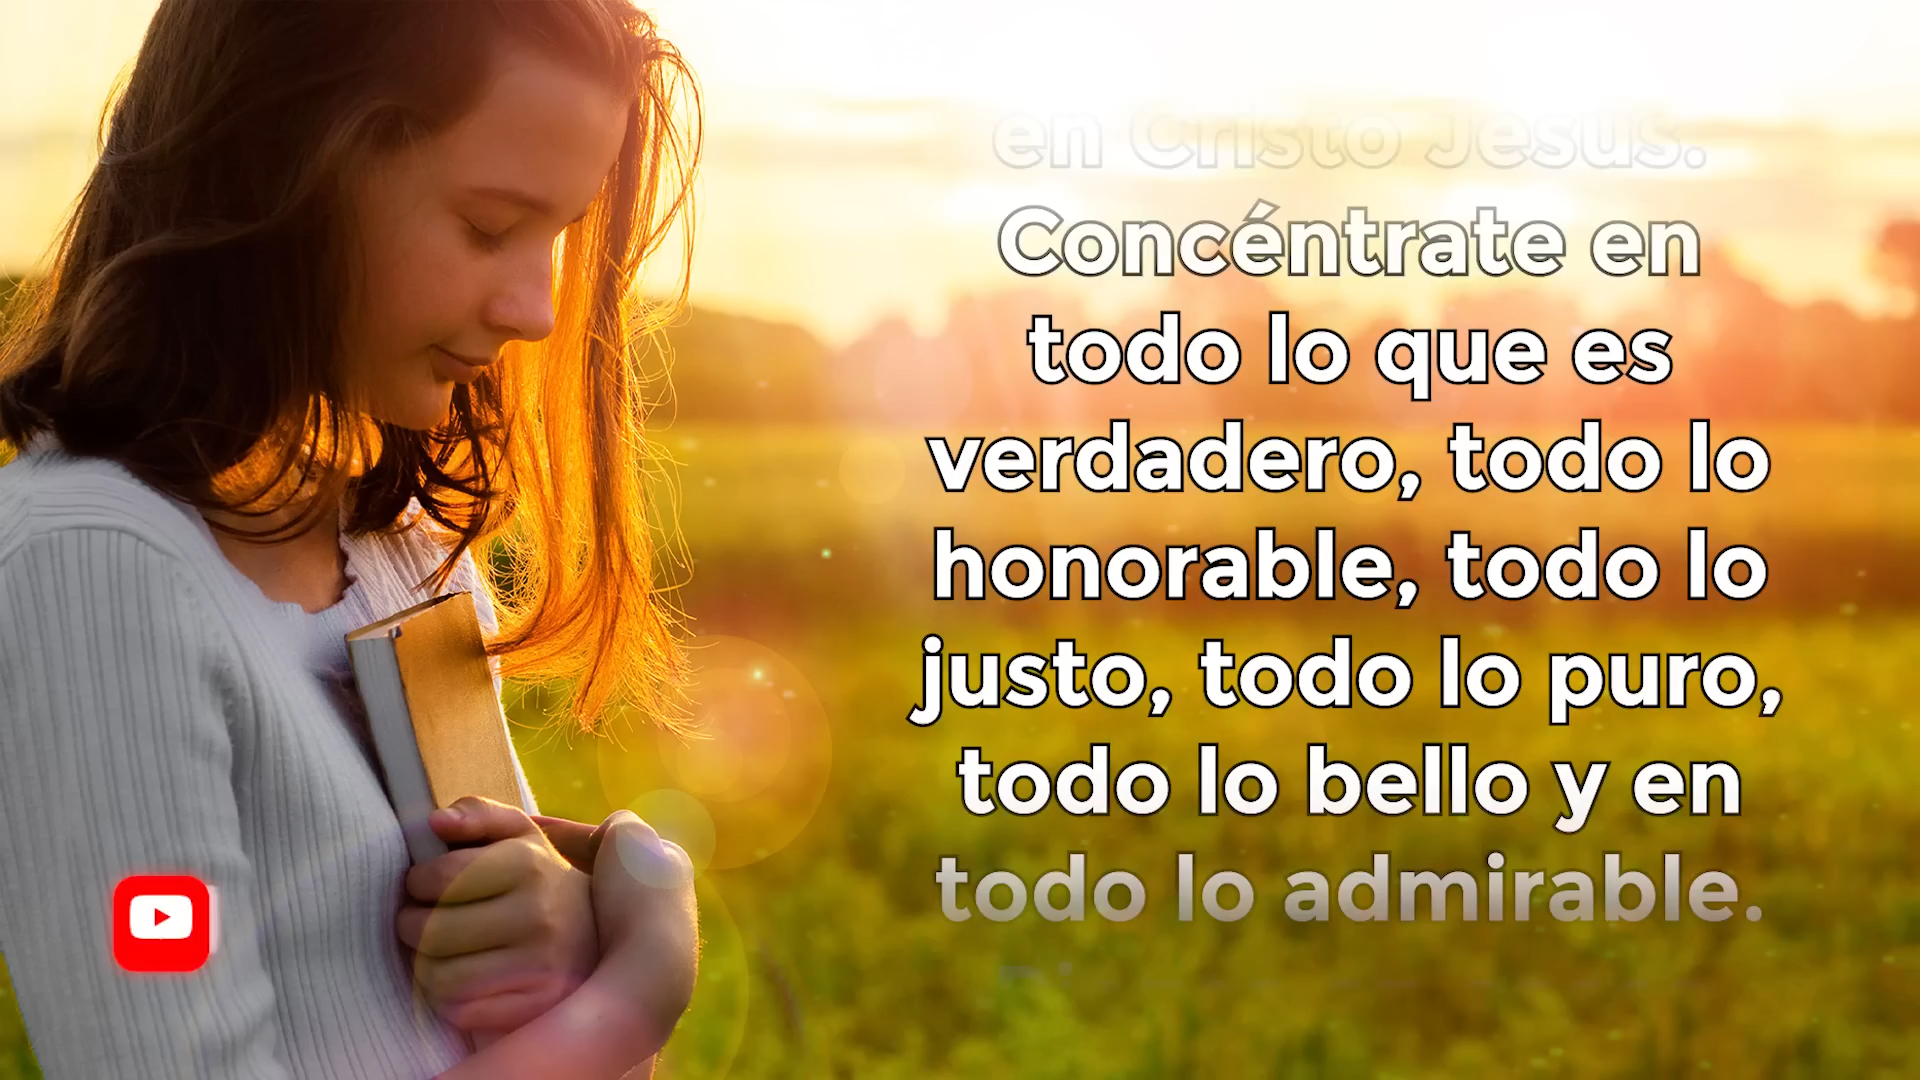 en Cristo Jesús.
Concéntrate en
todo lo que es
verdadero, todo lo
honorable, todo lo
justo, todo lo puro,
todo lo bello y en
todo lo admirable.